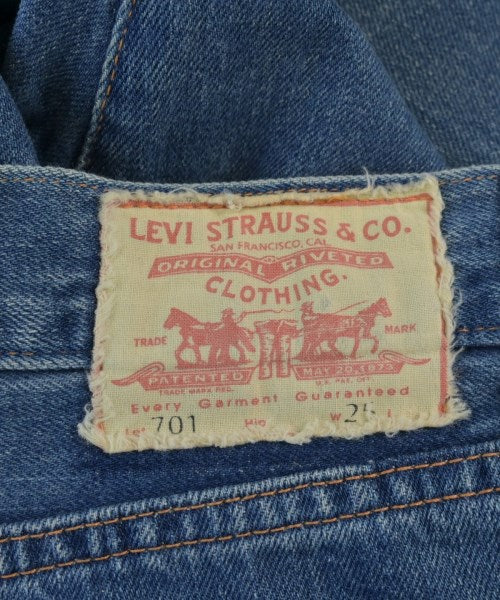 LEVI STRAUSS & CO.
SAN FRANCISCO, CAL
ORIGINAL RIVETED
CLOTHING.
TRADE MARK
PATENTED MAY 20, 1873
TRADE MARK REG. U.S. PAT. OFF.
Every Garment Guaranteed
Lot 701 W 26 L